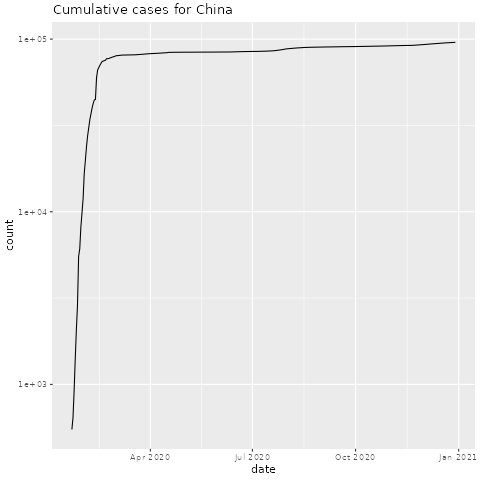 Cumulative cases for China
1e+05
1e+04
1e+03
count
Apr 2020 Jul 2020 Oct 2020 Jan 2021
date